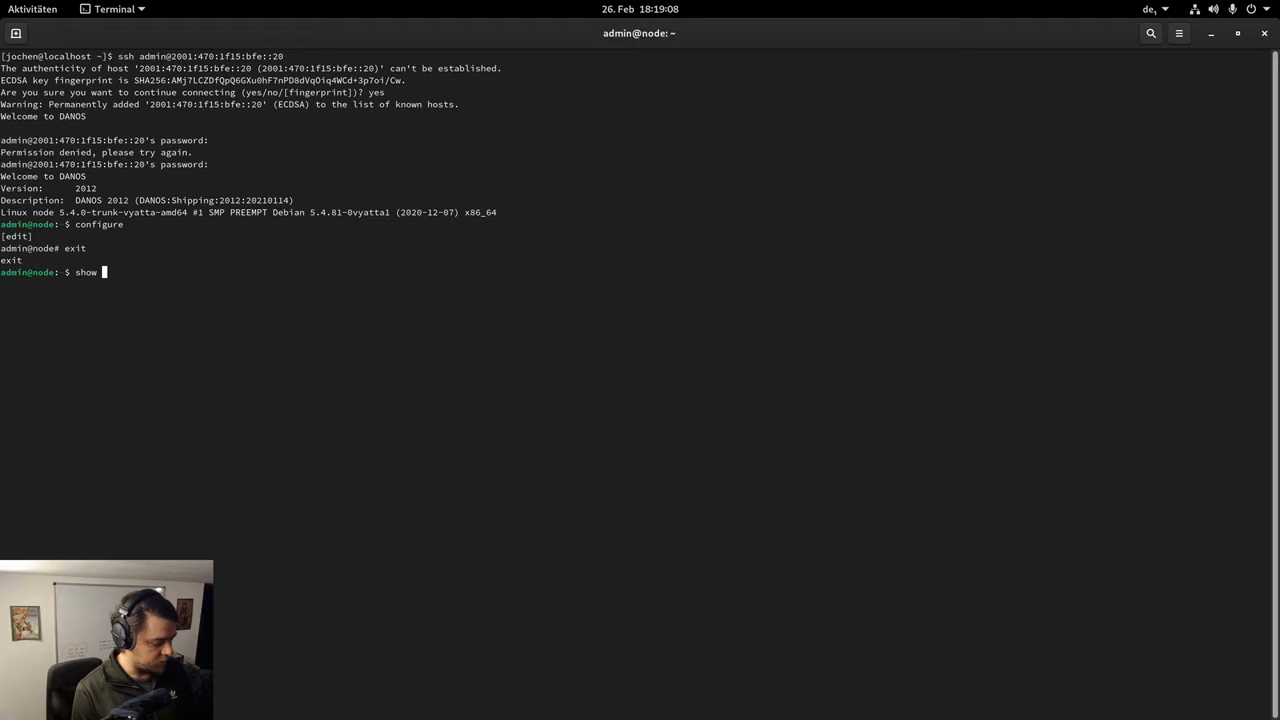 Aktivitäten
Terminal
26. Feb 18:19:08
de₁
admin@node: ~
[jochen@localhost ~]$ ssh admin@2001:470:1f15:bfe::20
The authenticity of host '2001:470:1f15:bfe::20 (2001:470:1f15:bfe::20)' can't be established.
ECDSA key fingerprint is SHA256:AMj7LCZDfQpQ6GXu0hF7nPD8dVqOiq4WCd+3p7oi/Cw.
Are you sure you want to continue connecting (yes/no/[fingerprint])? yes
Warning: Permanently added '2001:470:1f15:bfe::20' (ECDSA) to the list of known hosts.
Welcome to DANOS
admin@2001:470:1f15:bfe::20's password:
Permission denied, please try again.
admin@2001:470:1f15:bfe::20's password:
Welcome to DANOS
Version:      2012
Description:  DANOS 2012 (DANOS:Shipping:2012:20210114)
Linux node 5.4.0-trunk-vyatta-amd64 #1 SMP PREEMPT Debian 5.4.81-0vyatta1 (2020-12-07) x86_64
admin@node:~$ configure
[edit]
admin@node# exit
exit
admin@node:~$ show